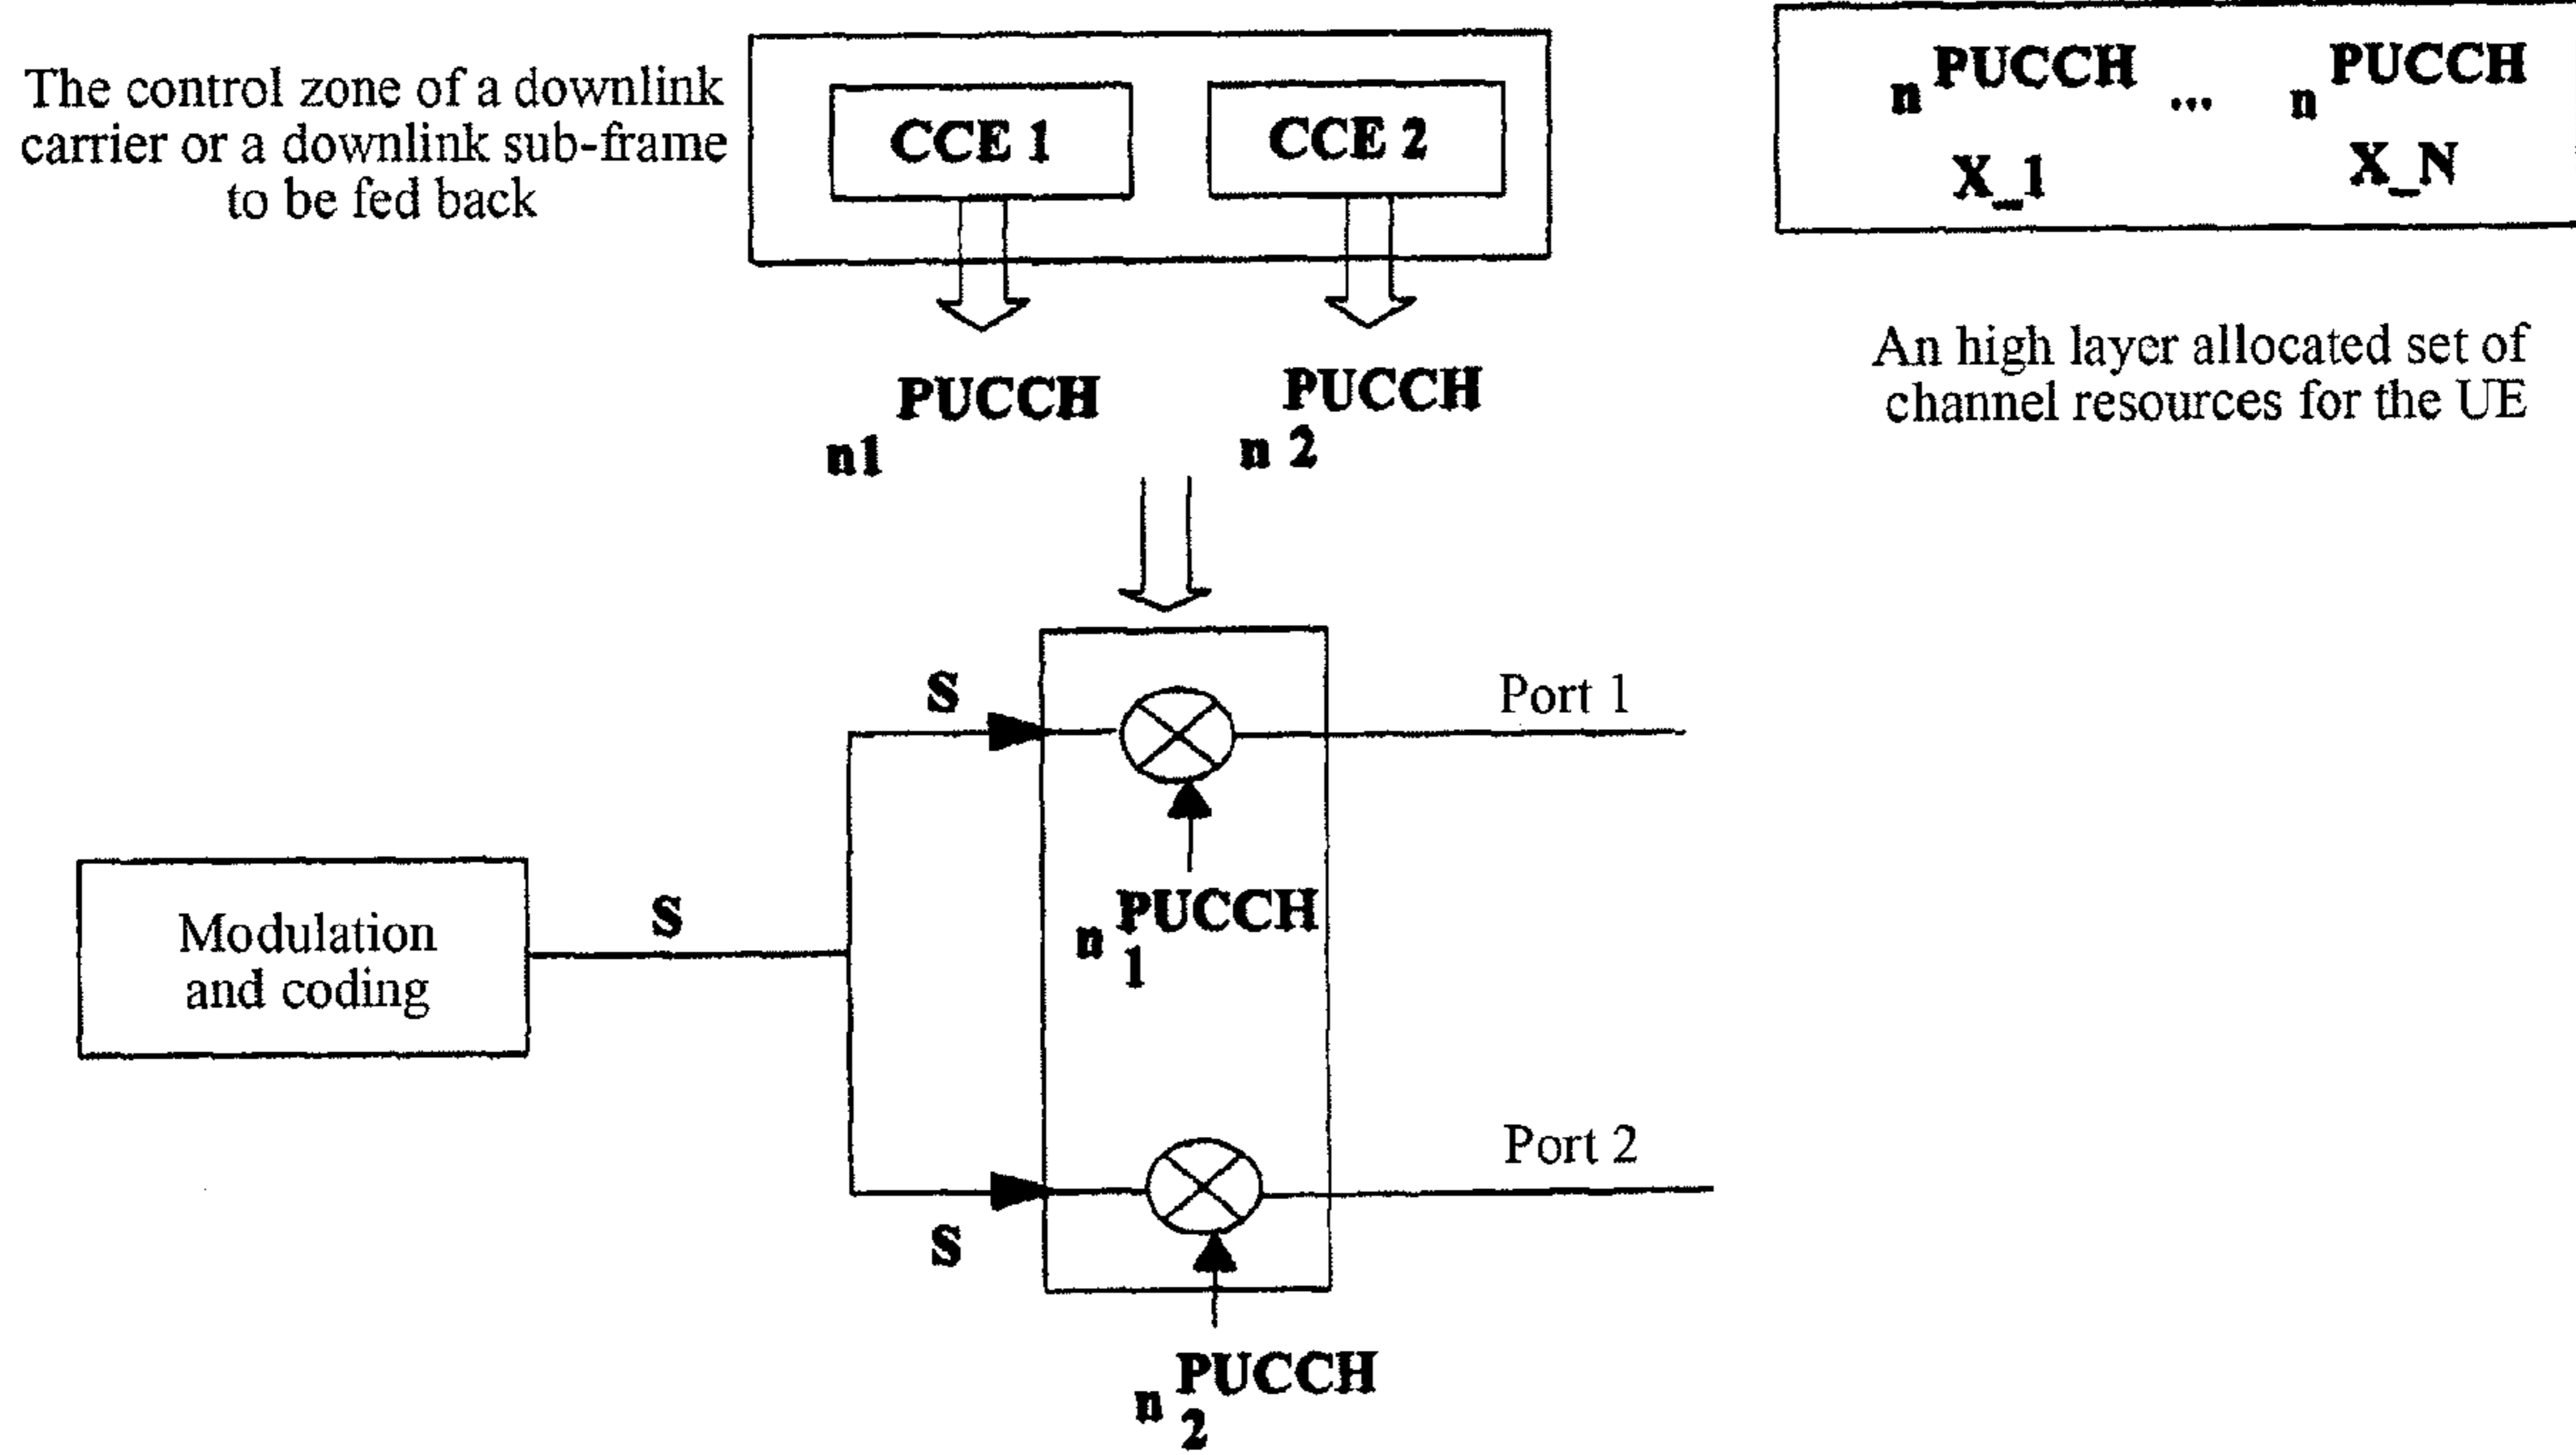 The control zone of a downlink
carrier or a downlink sub-frame
to be fed back
CCE 1
CCE 2
n PUCCH ... n PUCCH
X_1 X_N
An high layer allocated set of
channel resources for the UE
PUCCH
n1
PUCCH
n 2
S
Port 1
n PUCCH
1
Modulation
and coding
S
Port 2
S
n PUCCH
2